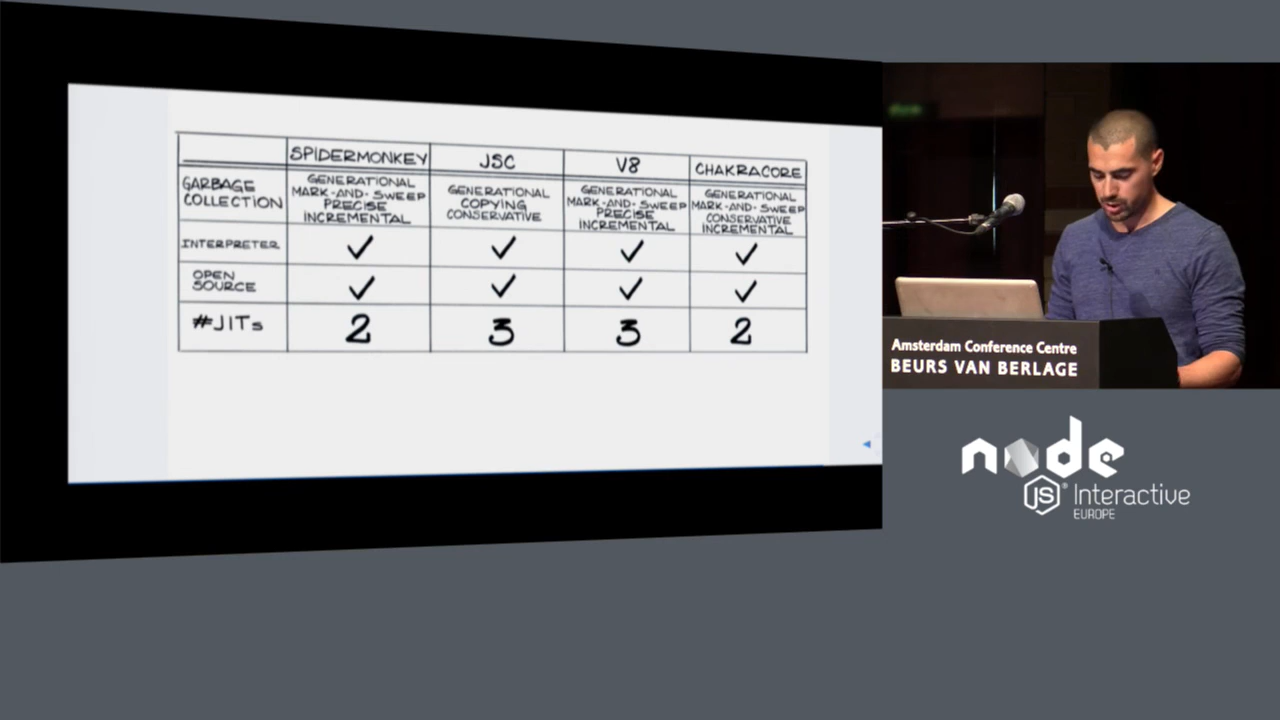 SPIDERMONKEY JSC V8 CHAKRACORE
GARBAGE
COLLECTION
GENERATIONAL
MARK-AND-SWEEP
PRECISE
INCREMENTAL
GENERATIONAL
COPYING
CONSERVATIVE
GENERATIONAL
MARK-AND-SWEEP
PRECISE
INCREMENTAL
GENERATIONAL
MARK-AND-SWEEP
CONSERVATIVE
INCREMENTAL
INTERPRETER ✓ ✓ ✓ ✓
OPEN
SOURCE
✓ ✓ ✓ ✓
#JITs 2 3 3 2
Amsterdam Conference Centre
BEURS VAN BERLAGE
node
JS® Interactive
EUROPE